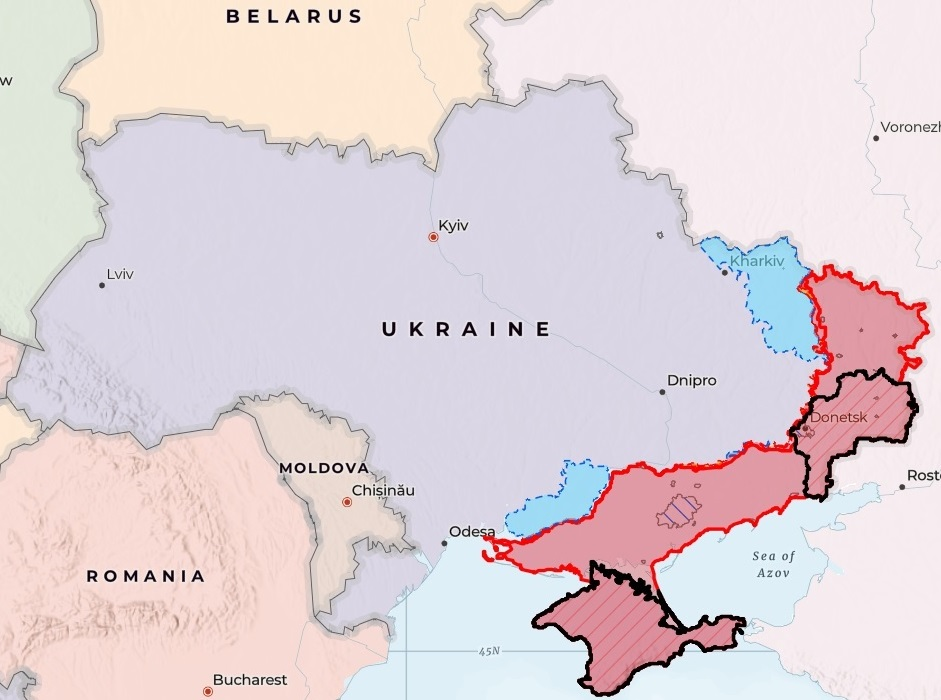 BELARUS
w
Voronezh
Kyiv
Kharkiv
Lviv
UKRAINE
Dnipro
Donetsk
MOLDOVA
Chișinău
Rosto
Odesa
Sea of
Azov
ROMANIA
45N
Bucharest